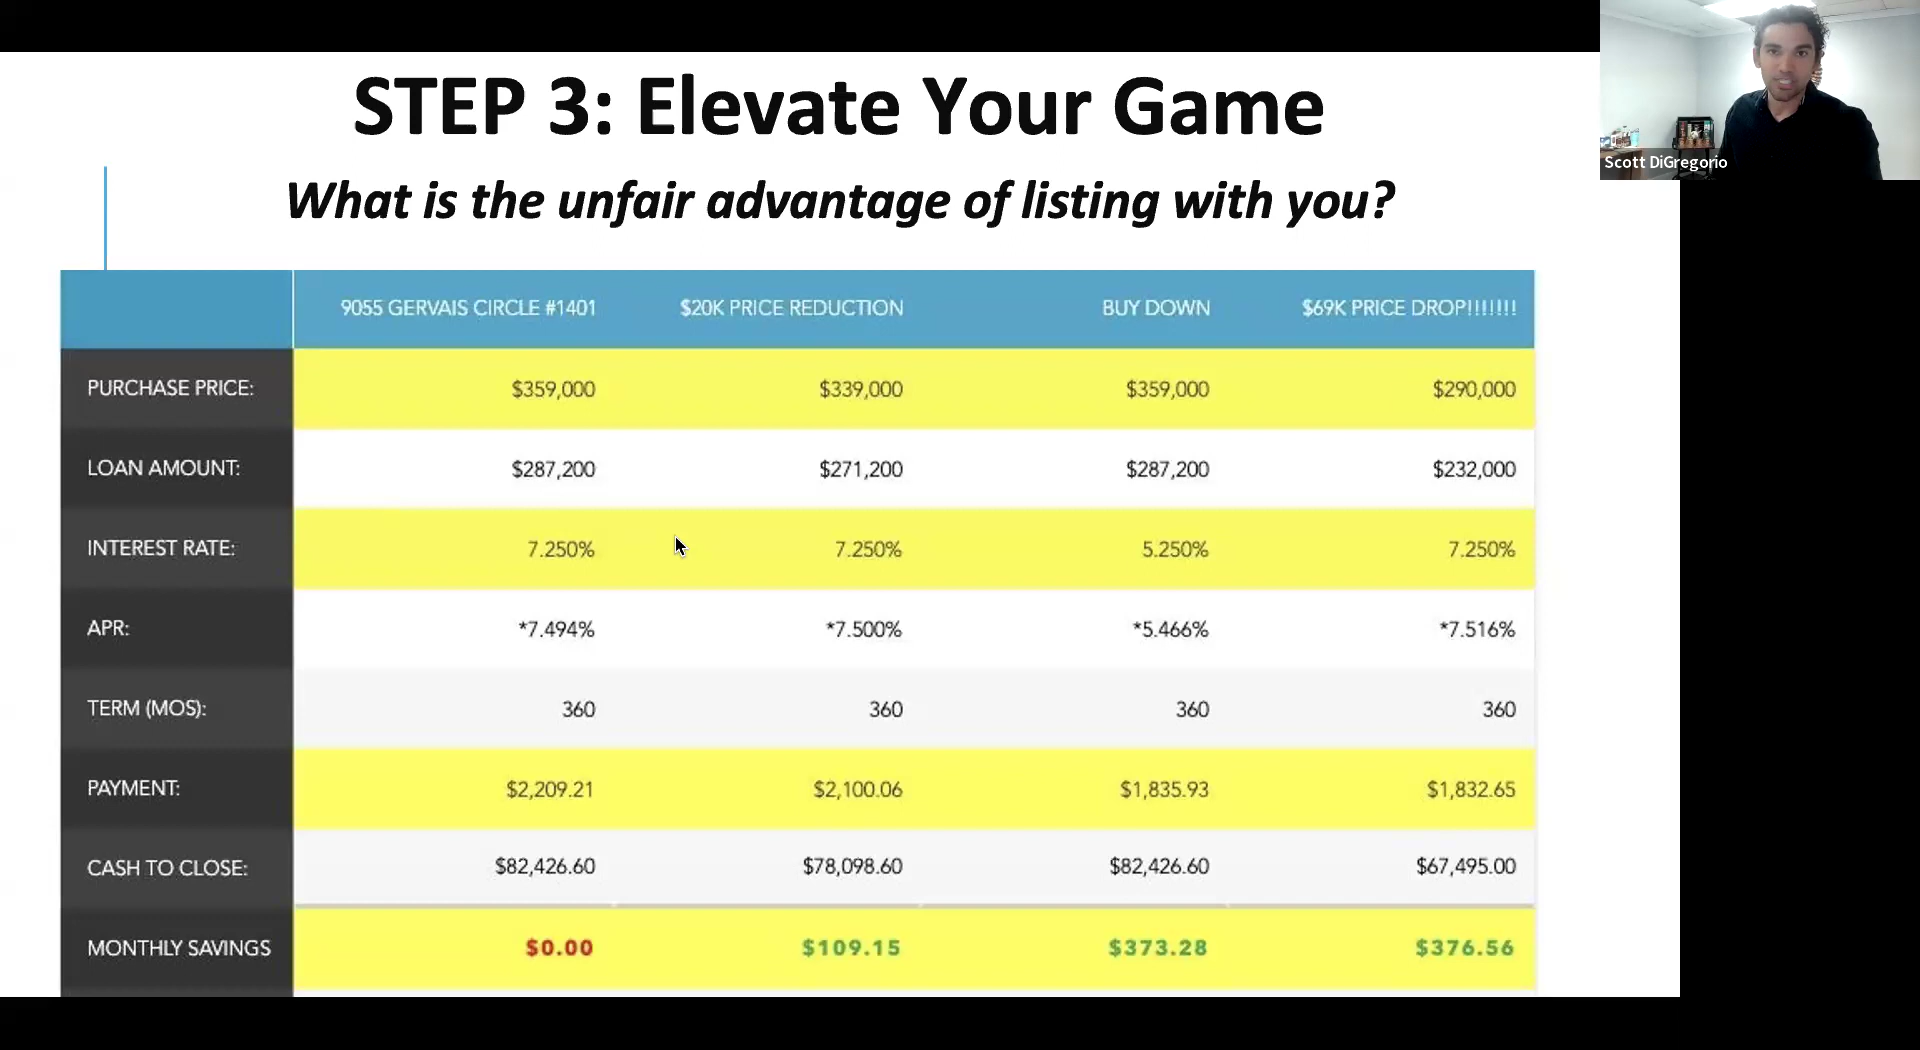 STEP 3: Elevate Your Game
What is the unfair advantage of listing with you?
Scott DiGregorio
9055 GERVAIS CIRCLE #1401 $20K PRICE REDUCTION BUY DOWN $69K PRICE DROP!!!!!!!
PURCHASE PRICE: $359,000 $339,000 $359,000 $290,000
LOAN AMOUNT: $287,200 $271,200 $287,200 $232,000
INTEREST RATE: 7.250% 7.250% 5.250% 7.250%
APR: *7.494% *7.500% *5.466% *7.516%
TERM (MOS): 360 360 360 360
PAYMENT: $2,209.21 $2,100.06 $1,835.93 $1,832.65
CASH TO CLOSE: $82,426.60 $78,098.60 $82,426.60 $67,495.00
MONTHLY SAVINGS $0.00 $109.15 $373.28 $376.56